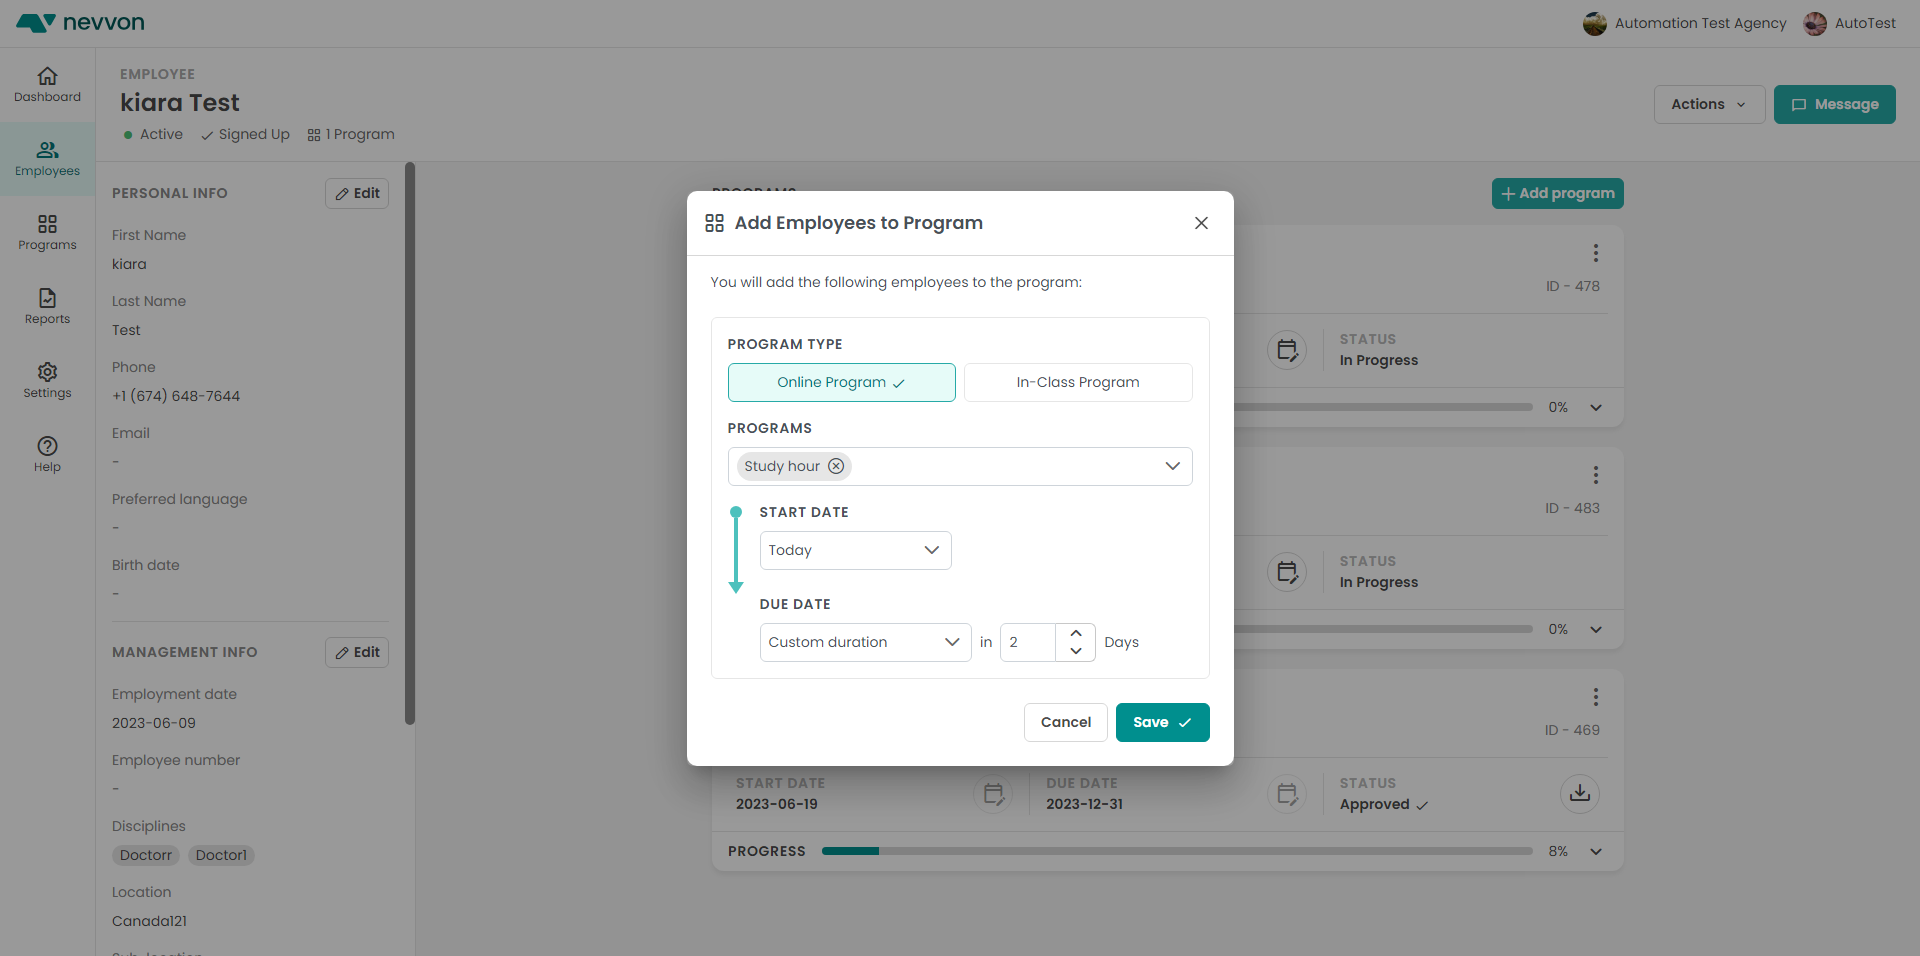 nevvon
Automation Test Agency
AutoTest
Dashboard
Employees
Programs
Reports
Settings
Help
EMPLOYEE
kiara Test
Active
Signed Up
1 Program
Actions
Message
PERSONAL INFO
Edit
First Name
kiara
Last Name
Test
Phone
+1 (674) 648-7644
Email
-
Preferred language
-
Birth date
-
MANAGEMENT INFO
Edit
Employment date
2023-06-09
Employee number
-
Disciplines
Doctorr
Doctor1
Location
Canada121
PROGRAMS
Add program
ID - 478
STATUS
In Progress
0%
ID - 483
STATUS
In Progress
0%
ID - 469
START DATE
2023-06-19
DUE DATE
2023-12-31
STATUS
Approved
PROGRESS
8%
Add Employees to Program
You will add the following employees to the program:
PROGRAM TYPE
Online Program
In-Class Program
PROGRAMS
Study hour
START DATE
Today
DUE DATE
Custom duration
in
2
Days
Cancel
Save